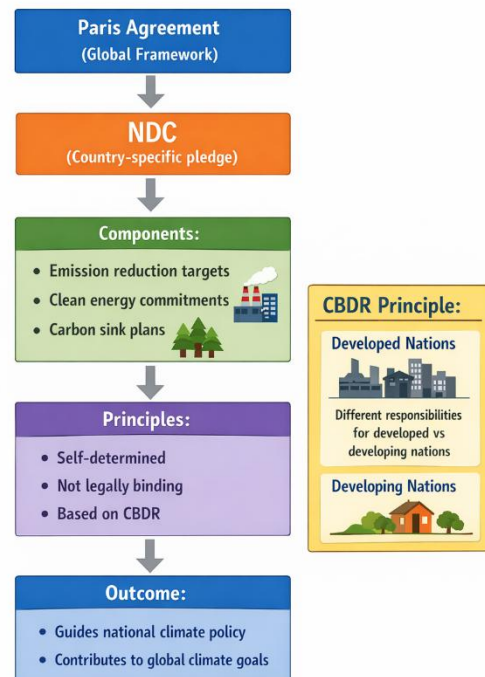 Paris Agreement
(Global Framework)
NDC
(Country-specific pledge)
Components:
• Emission reduction targets
• Clean energy commitments
• Carbon sink plans
Principles:
• Self-determined
• Not legally binding
• Based on CBDR
Outcome:
• Guides national climate policy
• Contributes to global climate goals
CBDR Principle:
Developed Nations
Different responsibilities
for developed vs
developing nations
Developing Nations